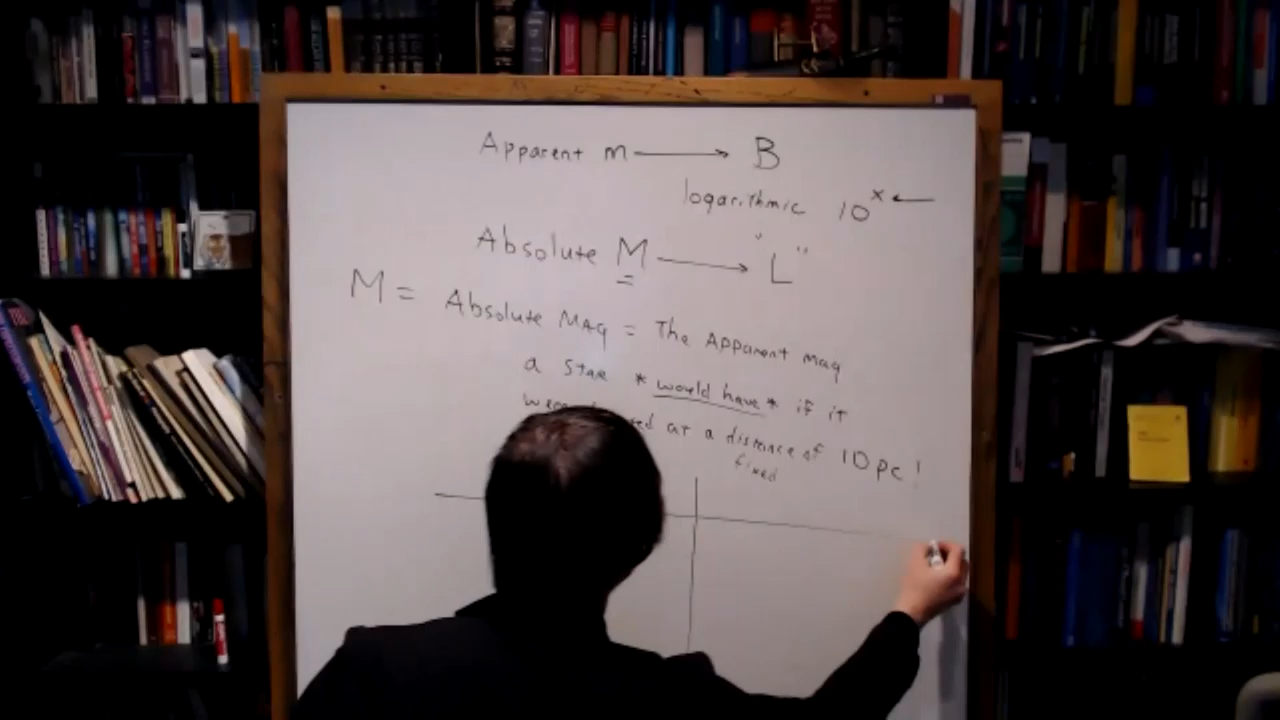 Apparent m → B
logarithmic 10^x ←
Absolute M → "L"
M = Absolute MAg = The Apparent mag
a star * would have * if it
at a distance of 10 pc!
fixed